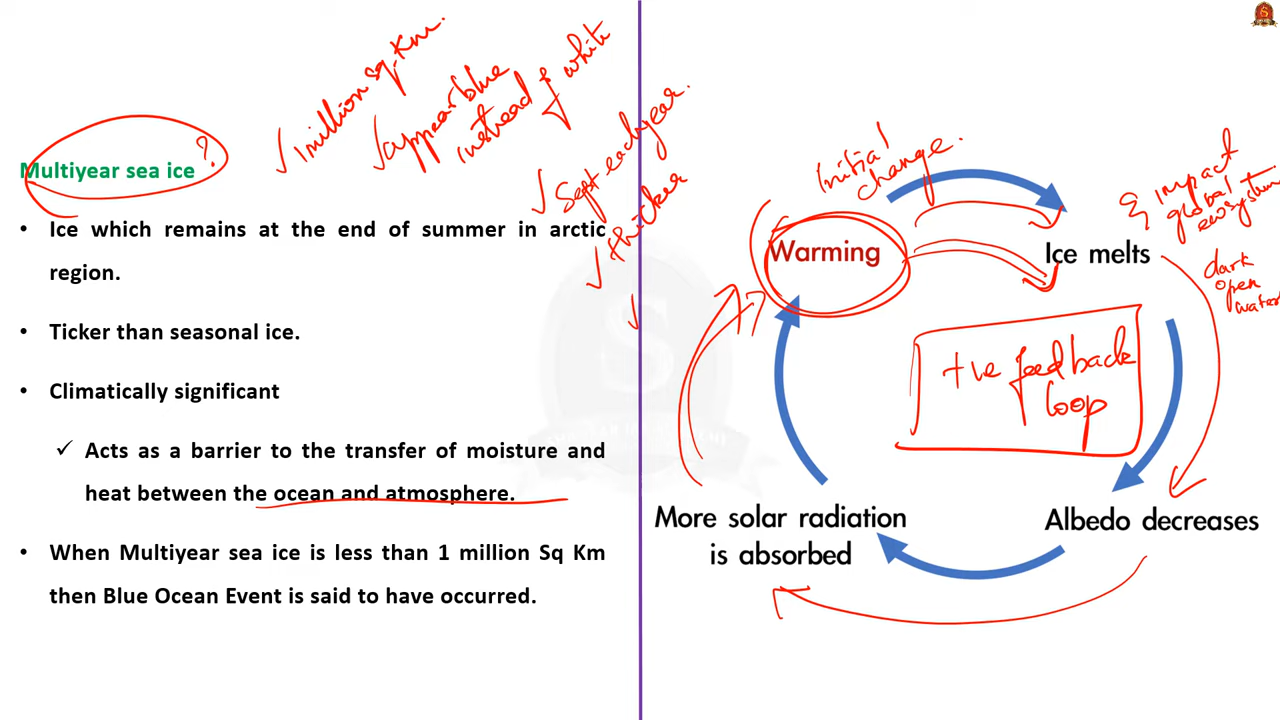 1 million Sq.Km.
appear blue
instead of white
Sept each year.
thicker
Multiyear sea ice ?
• Ice which remains at the end of summer in arctic
region.
• Ticker than seasonal ice.
• Climatically significant
✓ Acts as a barrier to the transfer of moisture and
heat between the ocean and atmosphere.
• When Multiyear sea ice is less than 1 million Sq Km
then Blue Ocean Event is said to have occurred.
Initial
change.
Warming
Ice melts
impact
global
ecosystem
dark
open
water
+ve feedback
loop
Albedo decreases
More solar radiation
is absorbed